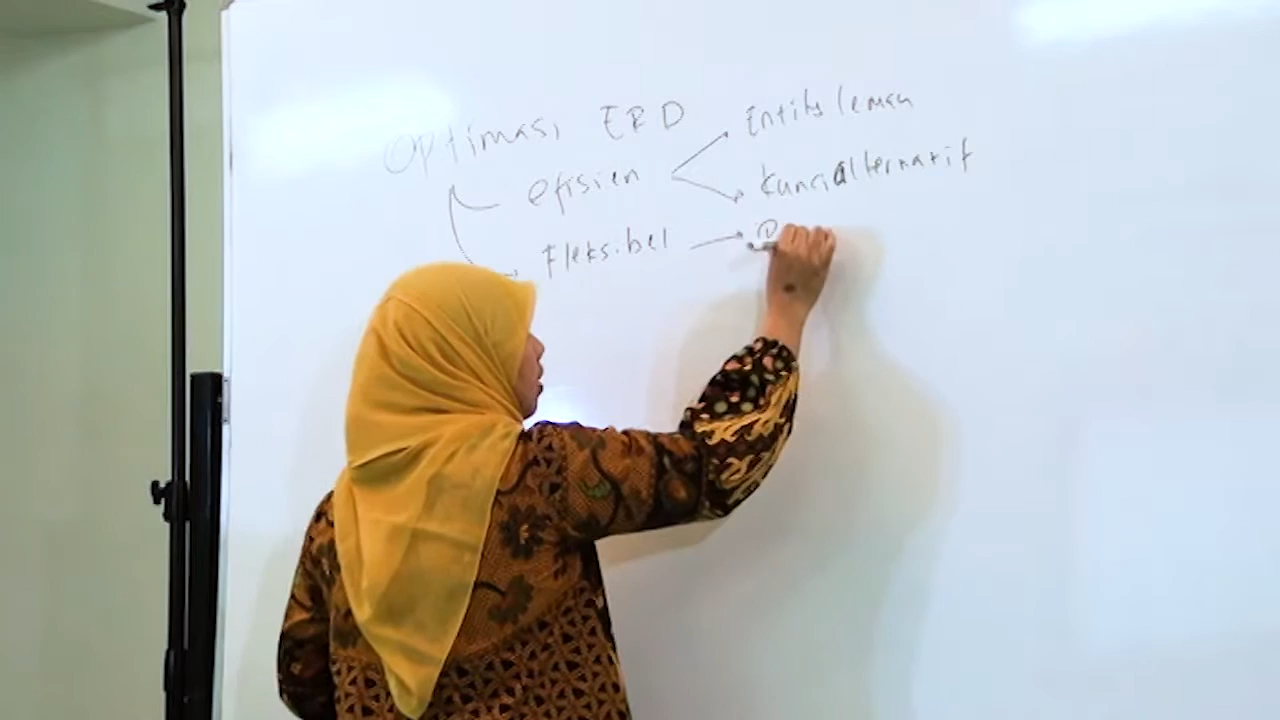 Optimasi ERD
efisien
Entitas lemah
Kunci alternatif
Fleksibel